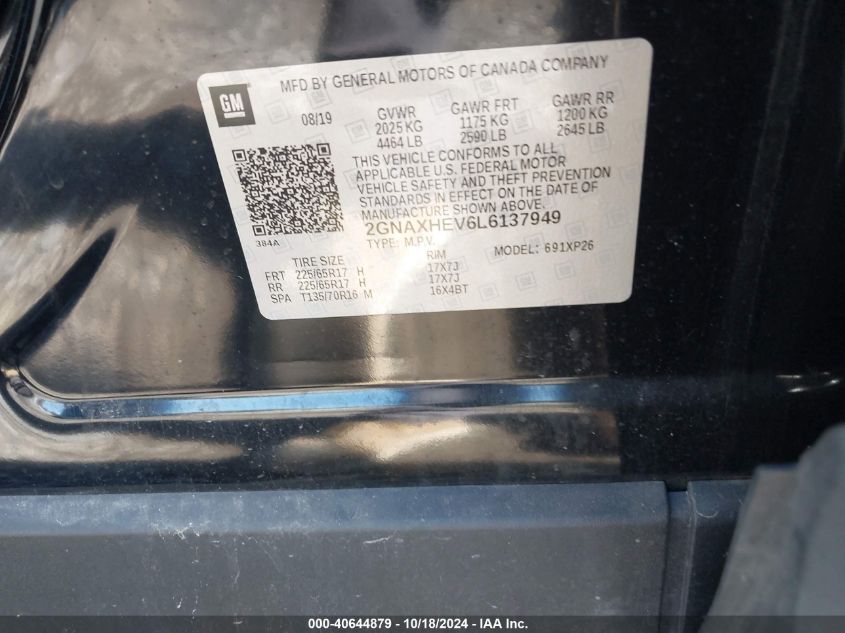 MFD BY GENERAL MOTORS OF CANADA COMPANY
GM
08/19 GVWR GAWR FRT GAWR RR
2025 KG 1175 KG 1200 KG
4464 LB 2590 LB 2645 LB
THIS VEHICLE CONFORMS TO ALL
APPLICABLE U.S. FEDERAL MOTOR
VEHICLE SAFETY AND THEFT PREVENTION
STANDARDS IN EFFECT ON THE DATE OF
MANUFACTURE SHOWN ABOVE.
2GNAXHEV6L6137949
384A
TYPE: M.P.V. MODEL: 691XP26
TIRE SIZE RIM
FRT 225/65R17 H 17X7J
RR 225/65R17 H 17X7J
SPA T135/70R16 M 16X4BT
000-40644879 - 10/18/2024 - IAA Inc.